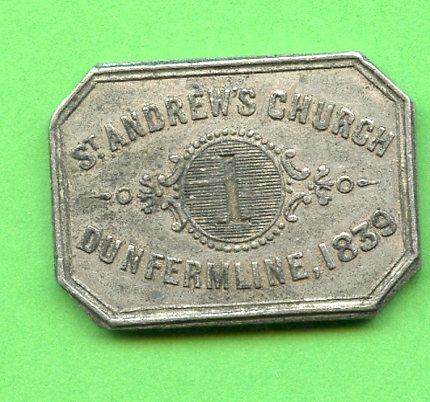 ST ANDREW'S CHURCH
1
DUNFERMLINE, 1839